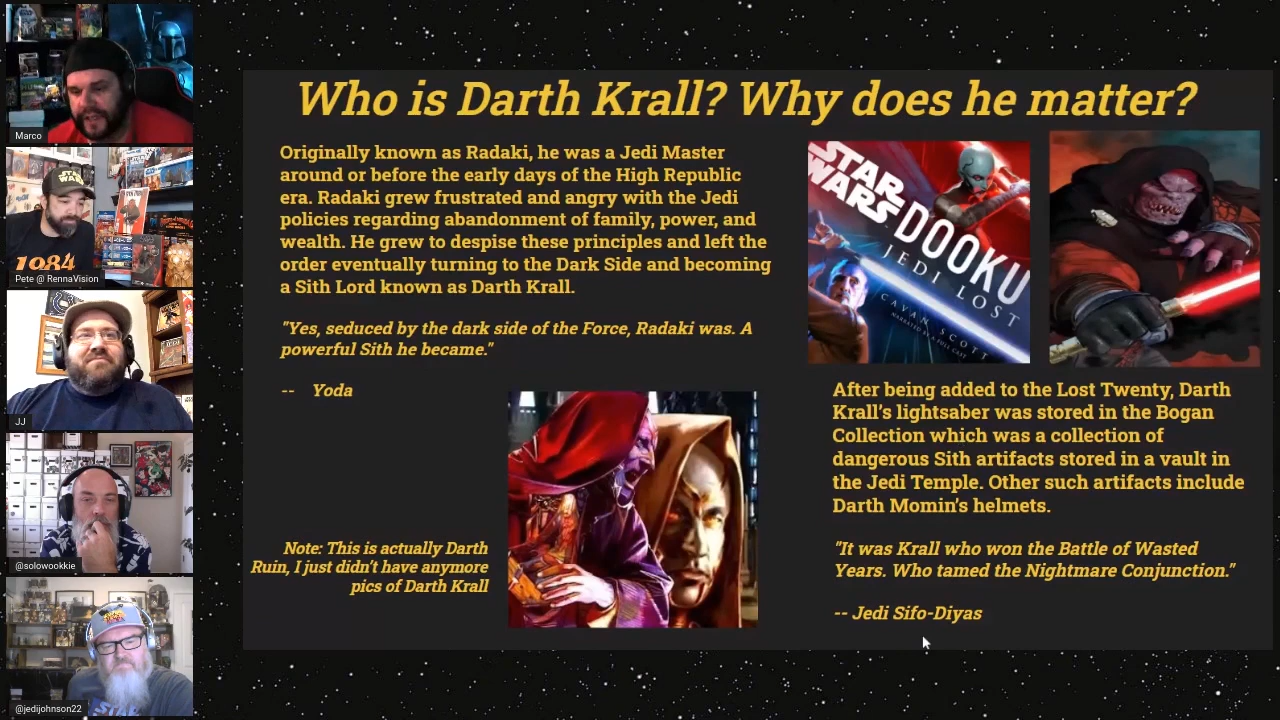 Who is Darth Krall? Why does he matter?
Originally known as Radaki, he was a Jedi Master
around or before the early days of the High Republic
era. Radaki grew frustrated and angry with the Jedi
policies regarding abandonment of family, power, and
wealth. He grew to despise these principles and left the
order eventually turning to the Dark Side and becoming
a Sith Lord known as Darth Krall.
"Yes, seduced by the dark side of the Force, Radaki was. A
powerful Sith he became."
-- Yoda
Note: This is actually Darth
Ruin, I just didn't have anymore
pics of Darth Krall
STAR
WARS
DOOKU
JEDI LOST
CAVAN SCOTT
NARRATED BY A FULL CAST
After being added to the Lost Twenty, Darth
Krall's lightsaber was stored in the Bogan
Collection which was a collection of
dangerous Sith artifacts stored in a vault in
the Jedi Temple. Other such artifacts include
Darth Momin's helmets.
"It was Krall who won the Battle of Wasted
Years. Who tamed the Nightmare Conjunction."
-- Jedi Sifo-Diyas
Marco
1984
Pete @ RennaVision
JJ
@solowookkie
@jedijohnson22